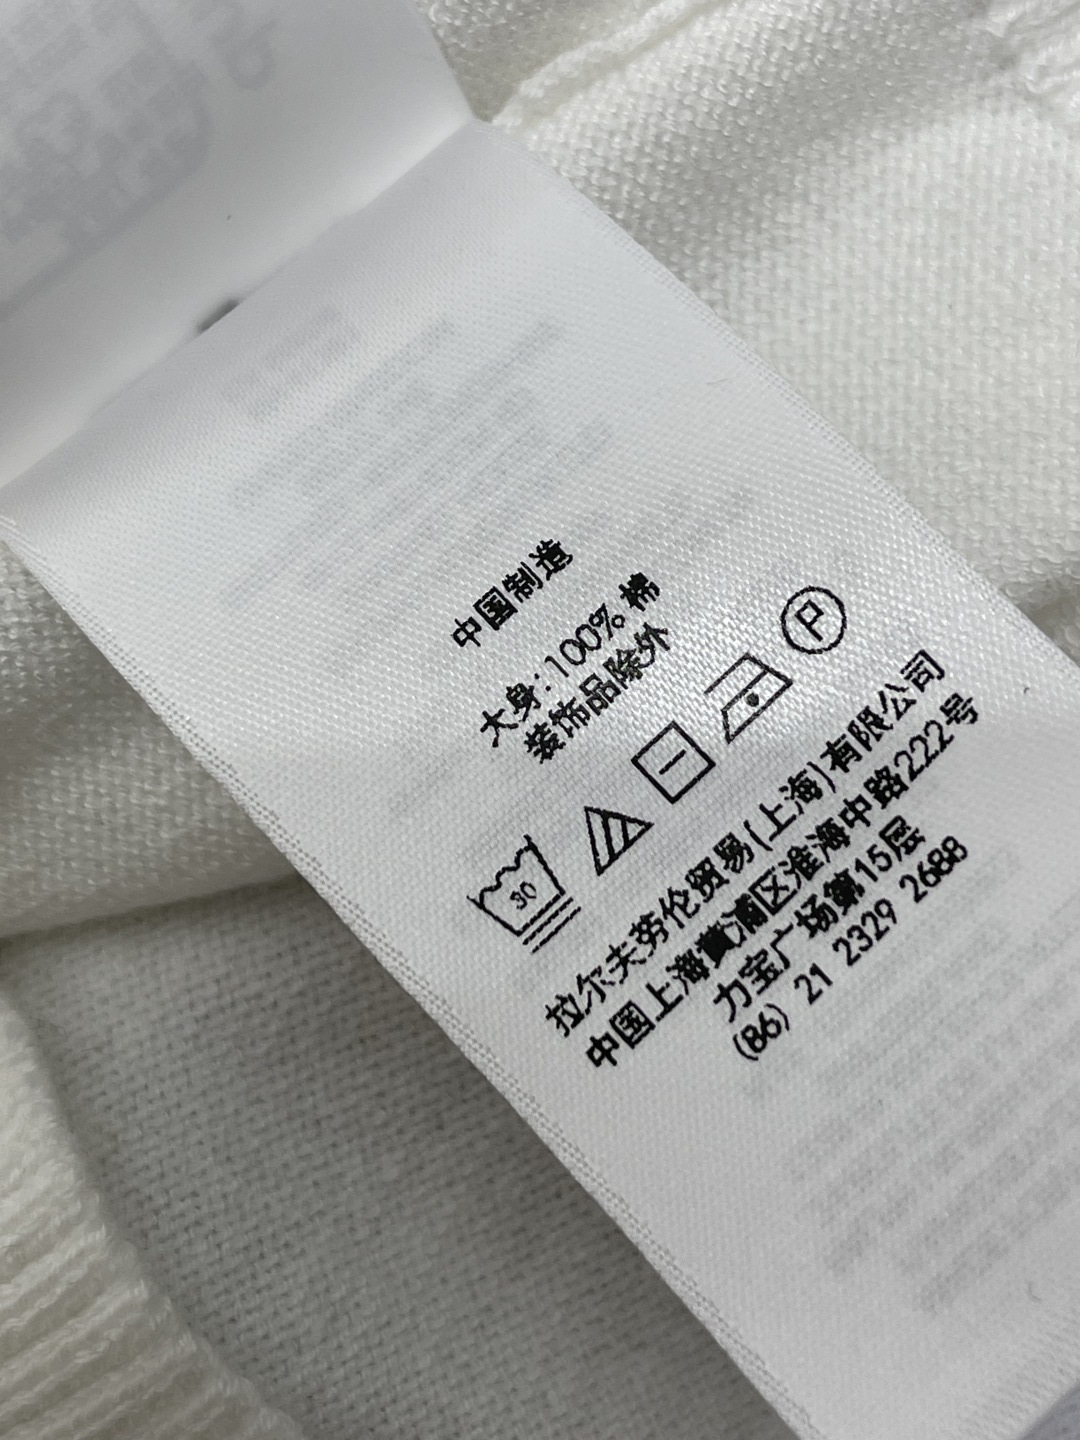 中国制造
大身:100% 棉
装饰品除外
30
P
拉尔夫劳伦贸易(上海)有限公司
中国上海黄浦区淮海中路222号
力宝广场第15层
(86) 21 2329 2688